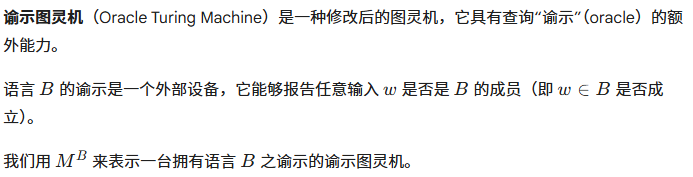 谕示图灵机（Oracle Turing Machine）是一种修改后的图灵机，它具有查询“谕示”（oracle）的额
外能力。
语言 B 的谕示是一个外部设备，它能够报告任意输入 w 是否是 B 的成员（即 w ∈ B 是否成
立）。
我们用 M^B 来表示一台拥有语言 B 之谕示的谕示图灵机。